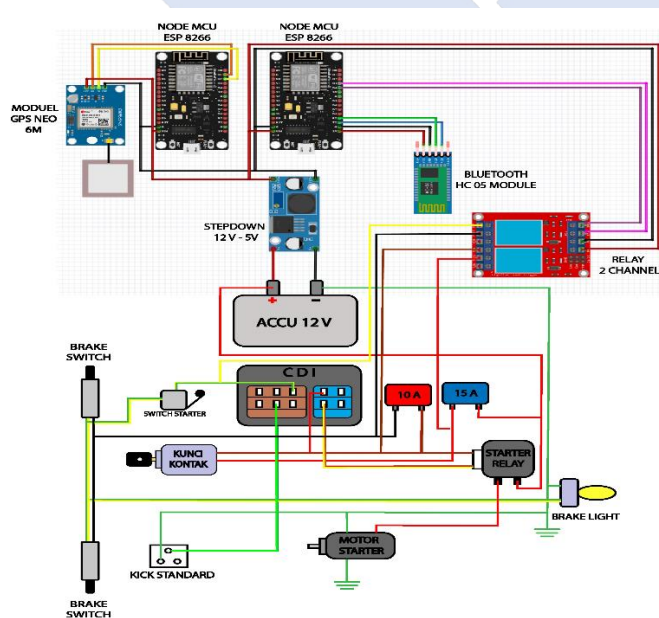 NODE MCU
ESP 8266
NODE MCU
ESP 8266
MODUEL
GPS NEO
6M
BLUETOOTH
HC 05 MODULE
STEPDOWN
12 V - 5V
RELAY
2 CHANNEL
+
−
ACCU 12 V
BRAKE
SWITCH
SWITCH STARTER
CDI
10 A
15 A
KUNCI
KONTAK
STARTER
RELAY
BRAKE LIGHT
MOTOR
STARTER
KICK STANDARD
BRAKE
SWITCH